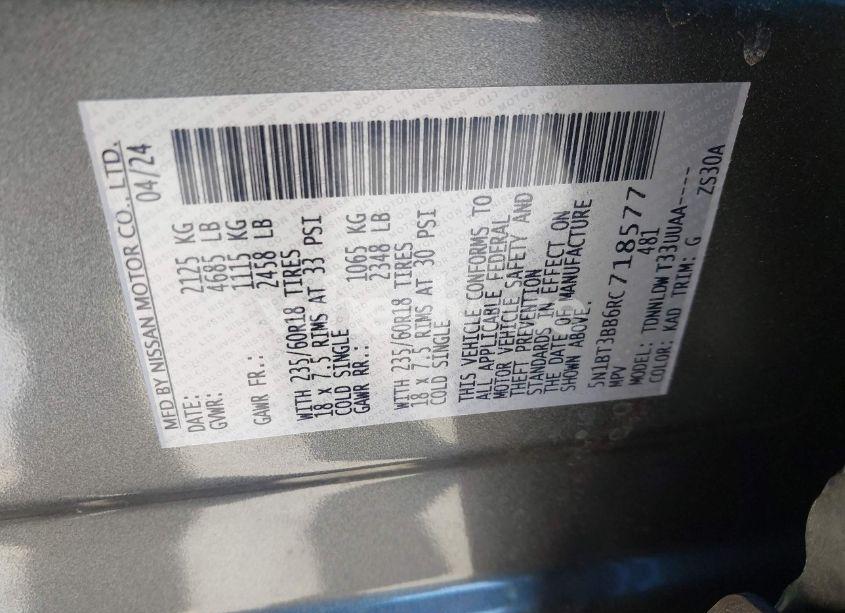 MFD BY NISSAN MOTOR CO., LTD.
DATE: 04/24
GVWR: 2125 KG
4685 LB
GAWR FR.: 1115 KG
2458 LB
WITH 235/60R18 TIRES
18 X 7.5 RIMS AT 33 PSI
COLD SINGLE
GAWR RR.: 1065 KG
2348 LB
WITH 235/60R18 TIRES
18 X 7.5 RIMS AT 30 PSI
COLD SINGLE
THIS VEHICLE CONFORMS TO
ALL APPLICABLE FEDERAL
MOTOR VEHICLE SAFETY AND
THEFT PREVENTION
STANDARDS IN EFFECT ON
THE DATE OF MANUFACTURE
SHOWN ABOVE.
5N1BT3BB6RC718577
MPV 481
MODEL: TDNNLDW T33UUAA----
COLOR: KAD TRIM: G ZS30A